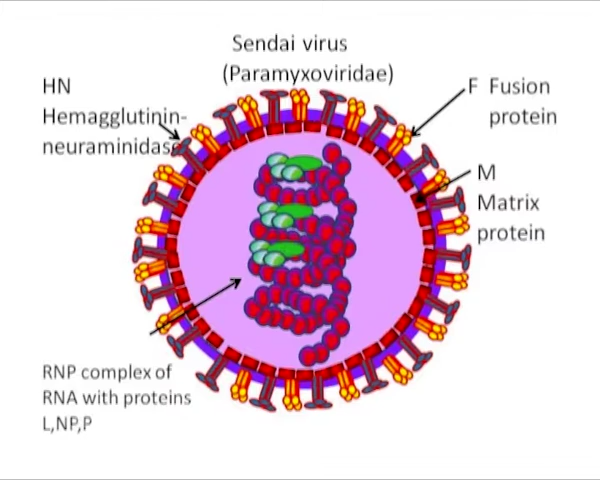 Sendai virus
(Paramyxoviridae)
HN
Hemagglutinin-
neuraminidase
F Fusion
protein
M
Matrix
protein
RNP complex of
RNA with proteins
L,NP,P